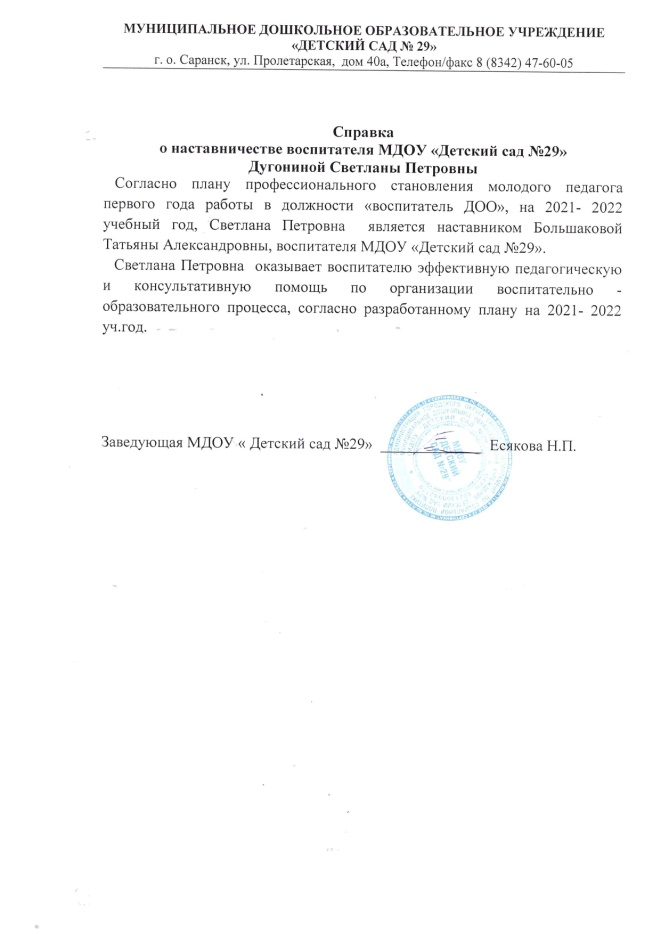 МУНИЦИПАЛЬНОЕ ДОШКОЛЬНОЕ ОБРАЗОВАТЕЛЬНОЕ УЧРЕЖДЕНИЕ
«ДЕТСКИЙ САД № 29»
г. о. Саранск, ул. Пролетарская, дом 40а, Телефон/факс 8 (8342) 47-60-05
Справка
о наставничестве воспитателя МДОУ «Детский сад №29»
Дугониной Светланы Петровны
Согласно плану профессионального становления молодого педагога
первого года работы в должности «воспитатель ДОО», на 2021- 2022
учебный год, Светлана Петровна является наставником Большаковой
Татьяны Александровны, воспитателя МДОУ «Детский сад №29».
Светлана Петровна оказывает воспитателю эффективную педагогическую
и консультативную помощь по организации воспитательно -
образовательного процесса, согласно разработанному плану на 2021- 2022
уч.год.
Заведующая МДОУ « Детский сад №29» Есякова Н.П.
МДОУ
ДЕТСКИЙ
САД №29